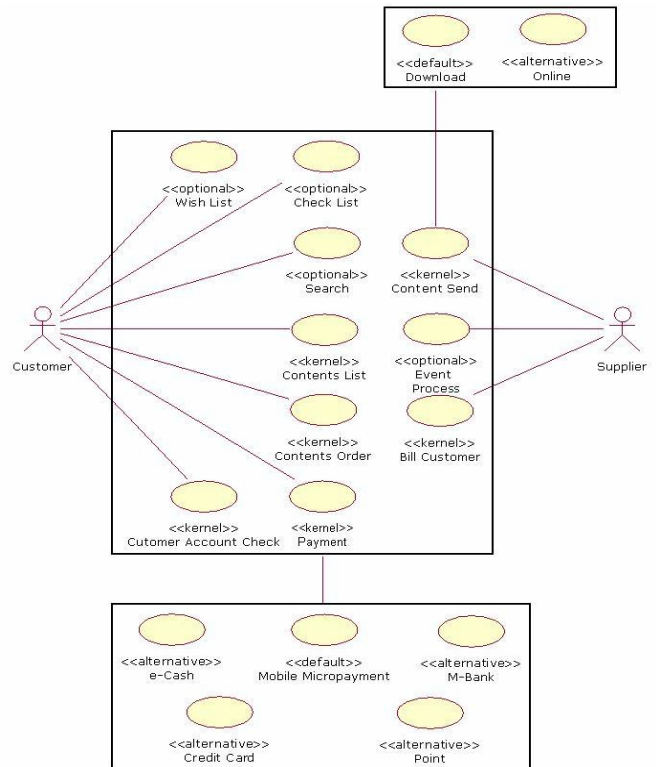 <<default>>
Download
<<alternative>>
Online
<<optional>>
Wish List
<<optional>>
Check List
<<optional>>
Search
<<kernel>>
Content Send
Customer
<<kernel>>
Contents List
<<optional>>
Event
Process
Supplier
<<kernel>>
Contents Order
<<kernel>>
Bill Customer
<<kernel>>
Cutomer Account Check
<<kernel>>
Payment
<<alternative>>
e-Cash
<<default>>
Mobile Micropayment
<<alternative>>
M-Bank
<<alternative>>
Credit Card
<<alternative>>
Point